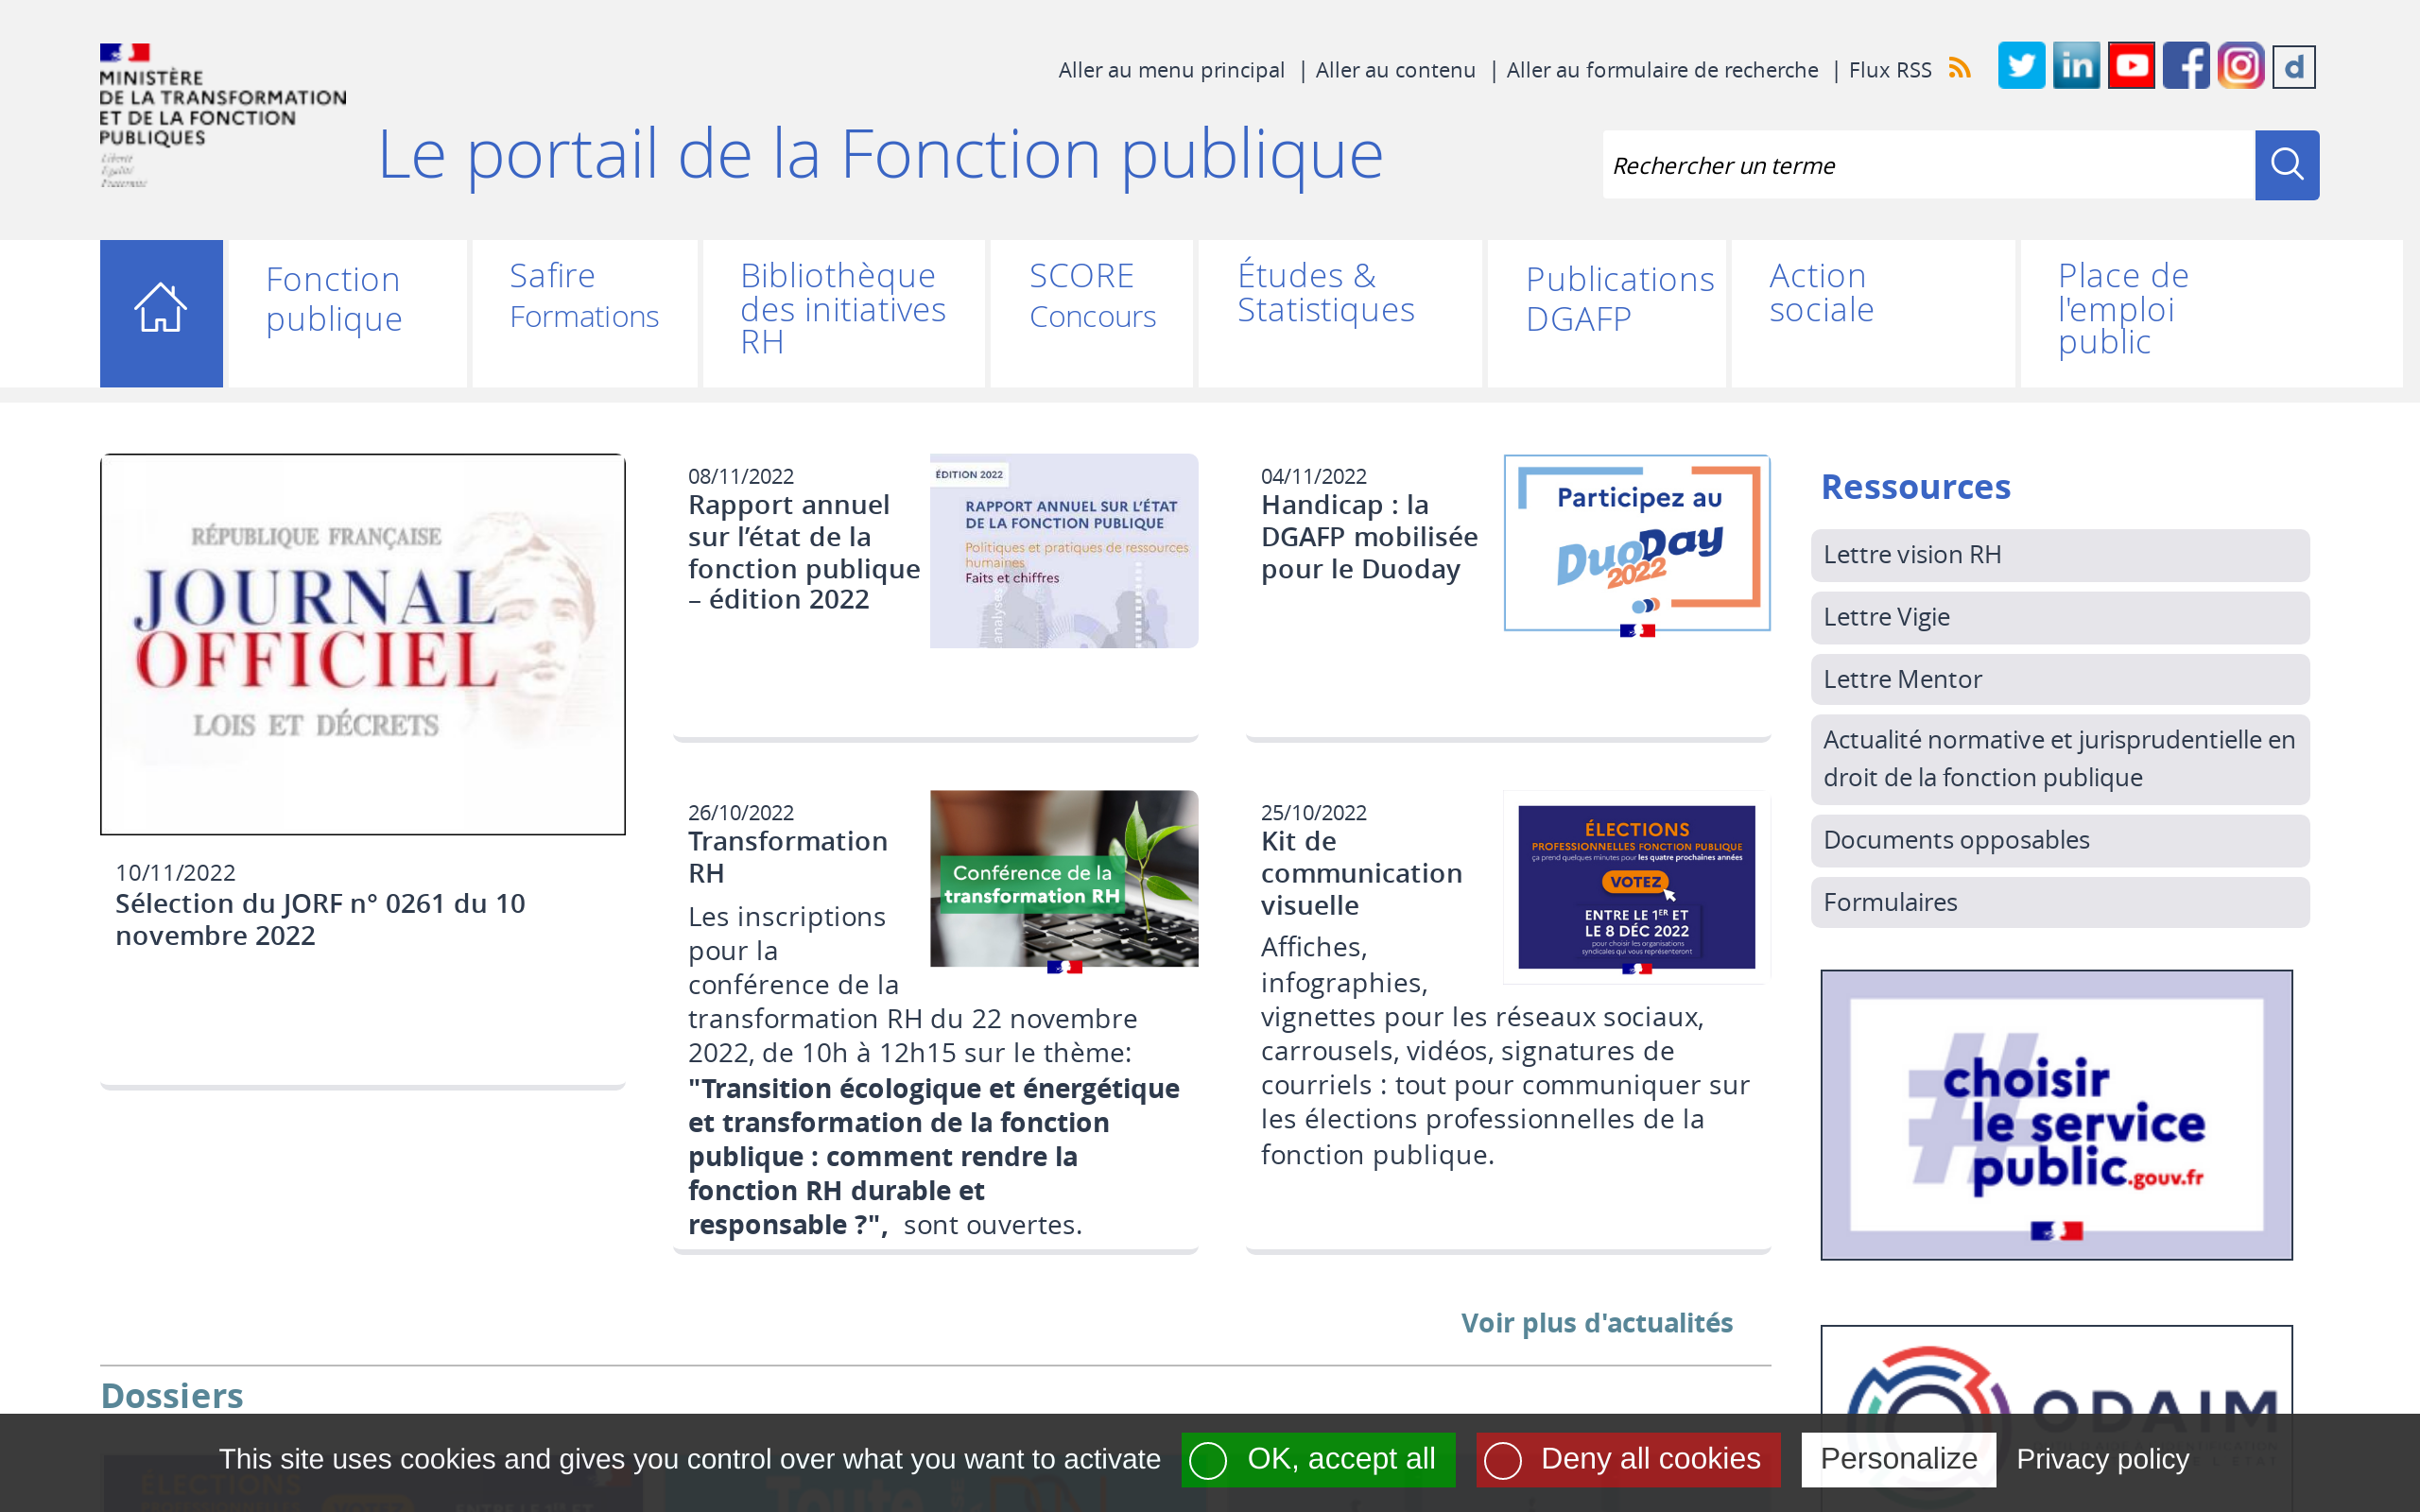 MINISTÈRE
DE LA TRANSFORMATION
ET DE LA FONCTION
PUBLIQUES
Liberté
Égalité
Fraternité
Aller au menu principal | Aller au contenu | Aller au formulaire de recherche | Flux RSS
Le portail de la Fonction publique
Rechercher un terme
Fonction
publique
Safire
Formations
Bibliothèque
des initiatives
RH
SCORE
Concours
Études &
Statistiques
Publications
DGAFP
Action
sociale
Place de
l'emploi
public
RÉPUBLIQUE FRANÇAISE
JOURNAL
OFFICIEL
LOIS ET DÉCRETS
10/11/2022
Sélection du JORF n° 0261 du 10
novembre 2022
08/11/2022
Rapport annuel
sur l’état de la
fonction publique
– édition 2022
ÉDITION 2022
RAPPORT ANNUEL SUR L’ÉTAT
DE LA FONCTION PUBLIQUE
Politiques et pratiques de ressources
humaines
Faits et chiffres
analyses
04/11/2022
Handicap : la
DGAFP mobilisée
pour le Duoday
Participez au
DuoDay
2022
26/10/2022
Transformation
RH
Conférence de la
transformation RH
Les inscriptions
pour la
conférence de la
transformation RH du 22 novembre
2022, de 10h à 12h15 sur le thème:
"Transition écologique et énergétique
et transformation de la fonction
publique : comment rendre la
fonction RH durable et
responsable ?", sont ouvertes.
25/10/2022
Kit de
communication
visuelle
ÉLECTIONS
PROFESSIONNELLES FONCTION PUBLIQUE
ça prend quelques minutes pour les quatre prochaines années
VOTEZ
ENTRE LE 1ER ET
LE 8 DÉC 2022
pour choisir les organisations
syndicales qui vous représenteront
Affiches,
infographies,
vignettes pour les réseaux sociaux,
carrousels, vidéos, signatures de
courriels : tout pour communiquer sur
les élections professionnelles de la
fonction publique.
Voir plus d'actualités
Ressources
Lettre vision RH
Lettre Vigie
Lettre Mentor
Actualité normative et jurisprudentielle en
droit de la fonction publique
Documents opposables
Formulaires
#
choisir
le service
public.gouv.fr
ODAIM
Dossiers
This site uses cookies and gives you control over what you want to activate
OK, accept all
Deny all cookies
Personalize
Privacy policy
ÉLECTIONS
VOTEZ
ENTRE LE 1ER ET
Toute